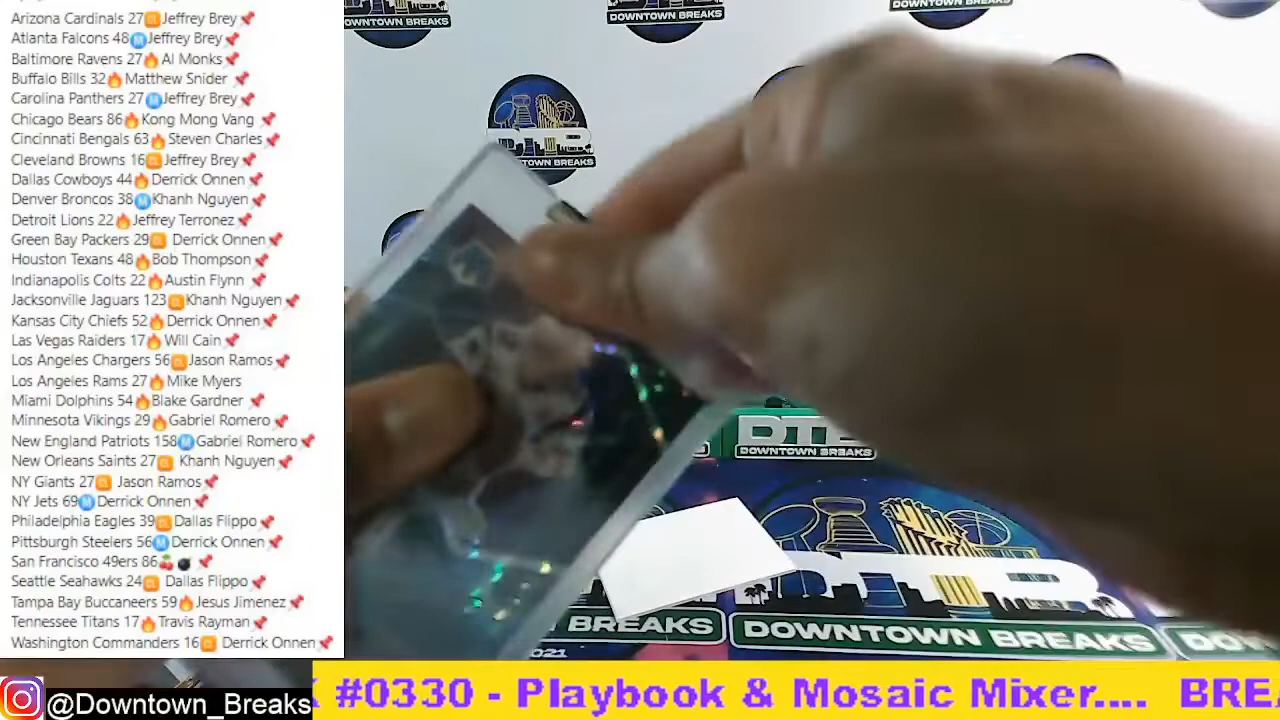 Arizona Cardinals 27 Jeffrey Brey
Atlanta Falcons 48 Jeffrey Brey
Baltimore Ravens 27 Al Monks
Buffalo Bills 32 Matthew Snider
Carolina Panthers 27 Jeffrey Brey
Chicago Bears 86 Kong Mong Vang
Cincinnati Bengals 63 Steven Charles
Cleveland Browns 16 Jeffrey Brey
Dallas Cowboys 44 Derrick Onnen
Denver Broncos 38 Khanh Nguyen
Detroit Lions 22 Jeffrey Terronez
Green Bay Packers 29 Derrick Onnen
Houston Texans 48 Bob Thompson
Indianapolis Colts 22 Austin Flynn
Jacksonville Jaguars 123 Khanh Nguyen
Kansas City Chiefs 52 Derrick Onnen
Las Vegas Raiders 17 Will Cain
Los Angeles Chargers 56 Jason Ramos
Los Angeles Rams 27 Mike Myers
Miami Dolphins 54 Blake Gardner
Minnesota Vikings 29 Gabriel Romero
New England Patriots 158 Gabriel Romero
New Orleans Saints 27 Khanh Nguyen
NY Giants 27 Jason Ramos
NY Jets 69 Derrick Onnen
Philadelphia Eagles 39 Dallas Flippo
Pittsburgh Steelers 56 Derrick Onnen
San Francisco 49ers 86
Seattle Seahawks 24 Dallas Flippo
Tampa Bay Buccaneers 59 Jesus Jimenez
Tennessee Titans 17 Travis Rayman
Washington Commanders 16 Derrick Onnen
@Downtown_Breaks
#0330 - Playbook & Mosaic Mixer.... BRE
DOWNTOWN BREAKS
DOWNTOWN BREAKS
DOWNTOWN BREAKS
DTB
TOWN BREAKS
DTB
DOWNTOWN BREAKS
DTB
BREAKS
DOWNTOWN BREAKS
2021